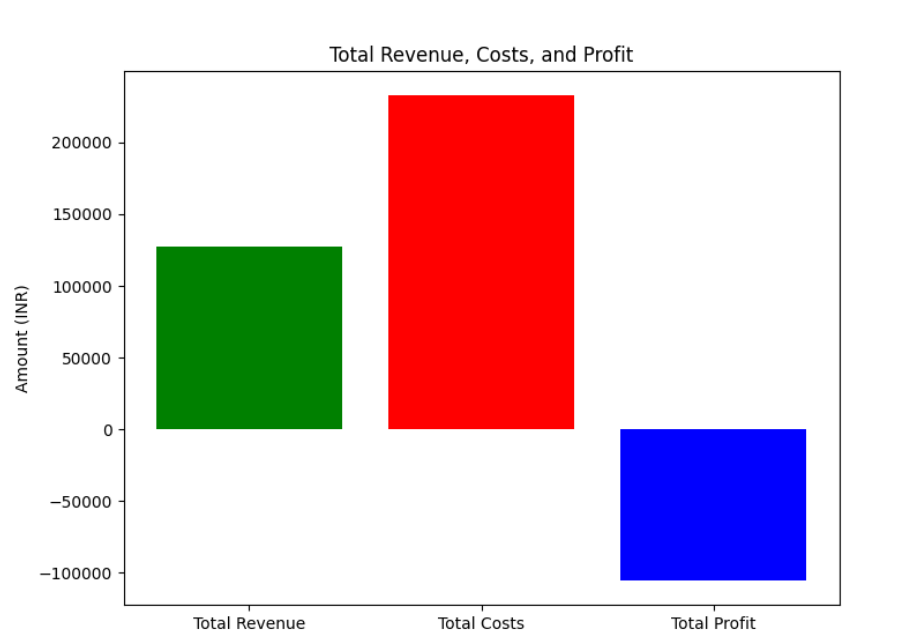 Total Revenue, Costs, and Profit
Amount (INR)
200000
150000
100000
50000
0
−50000
−100000
Total Revenue
Total Costs
Total Profit